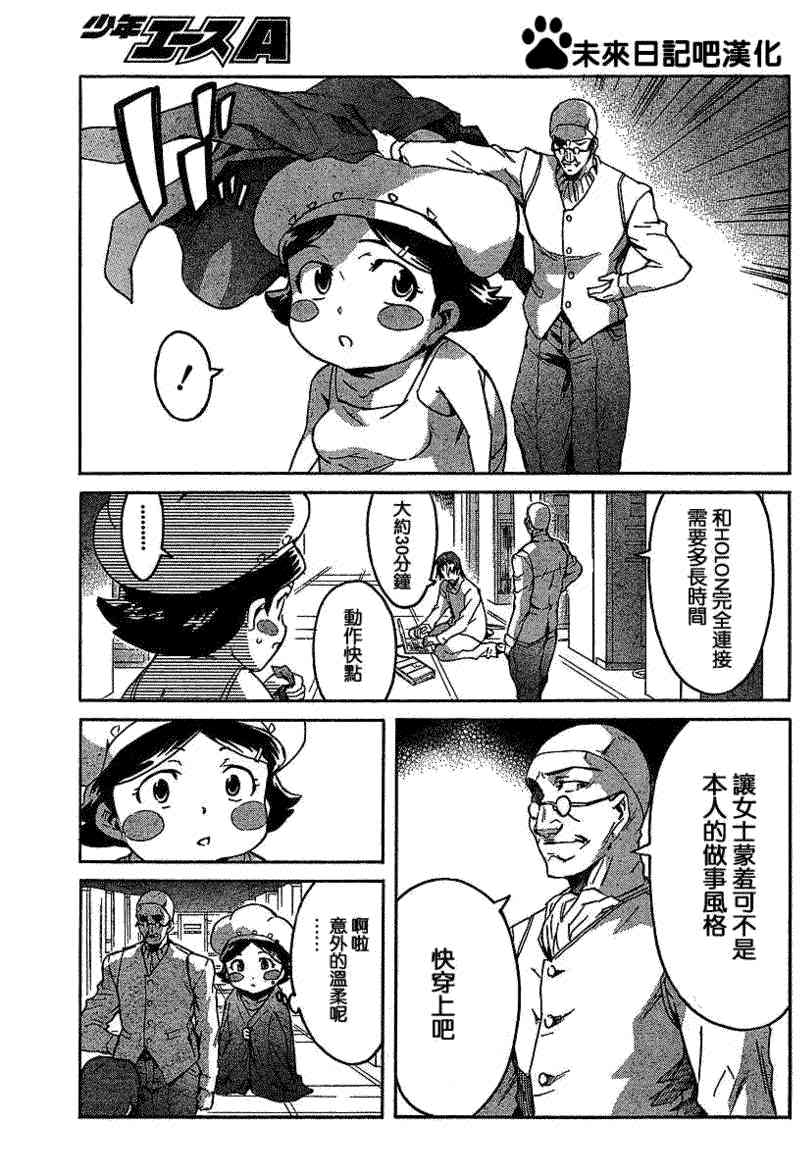 少年エースA
未來日記吧漢化
バッ
!
和HOLON完全連接
需要多長時間
大約30分鐘
動作快點
………
讓女士蒙羞可不是
本人的做事風格
快穿上吧
啊啦
意外的溫柔呢
………